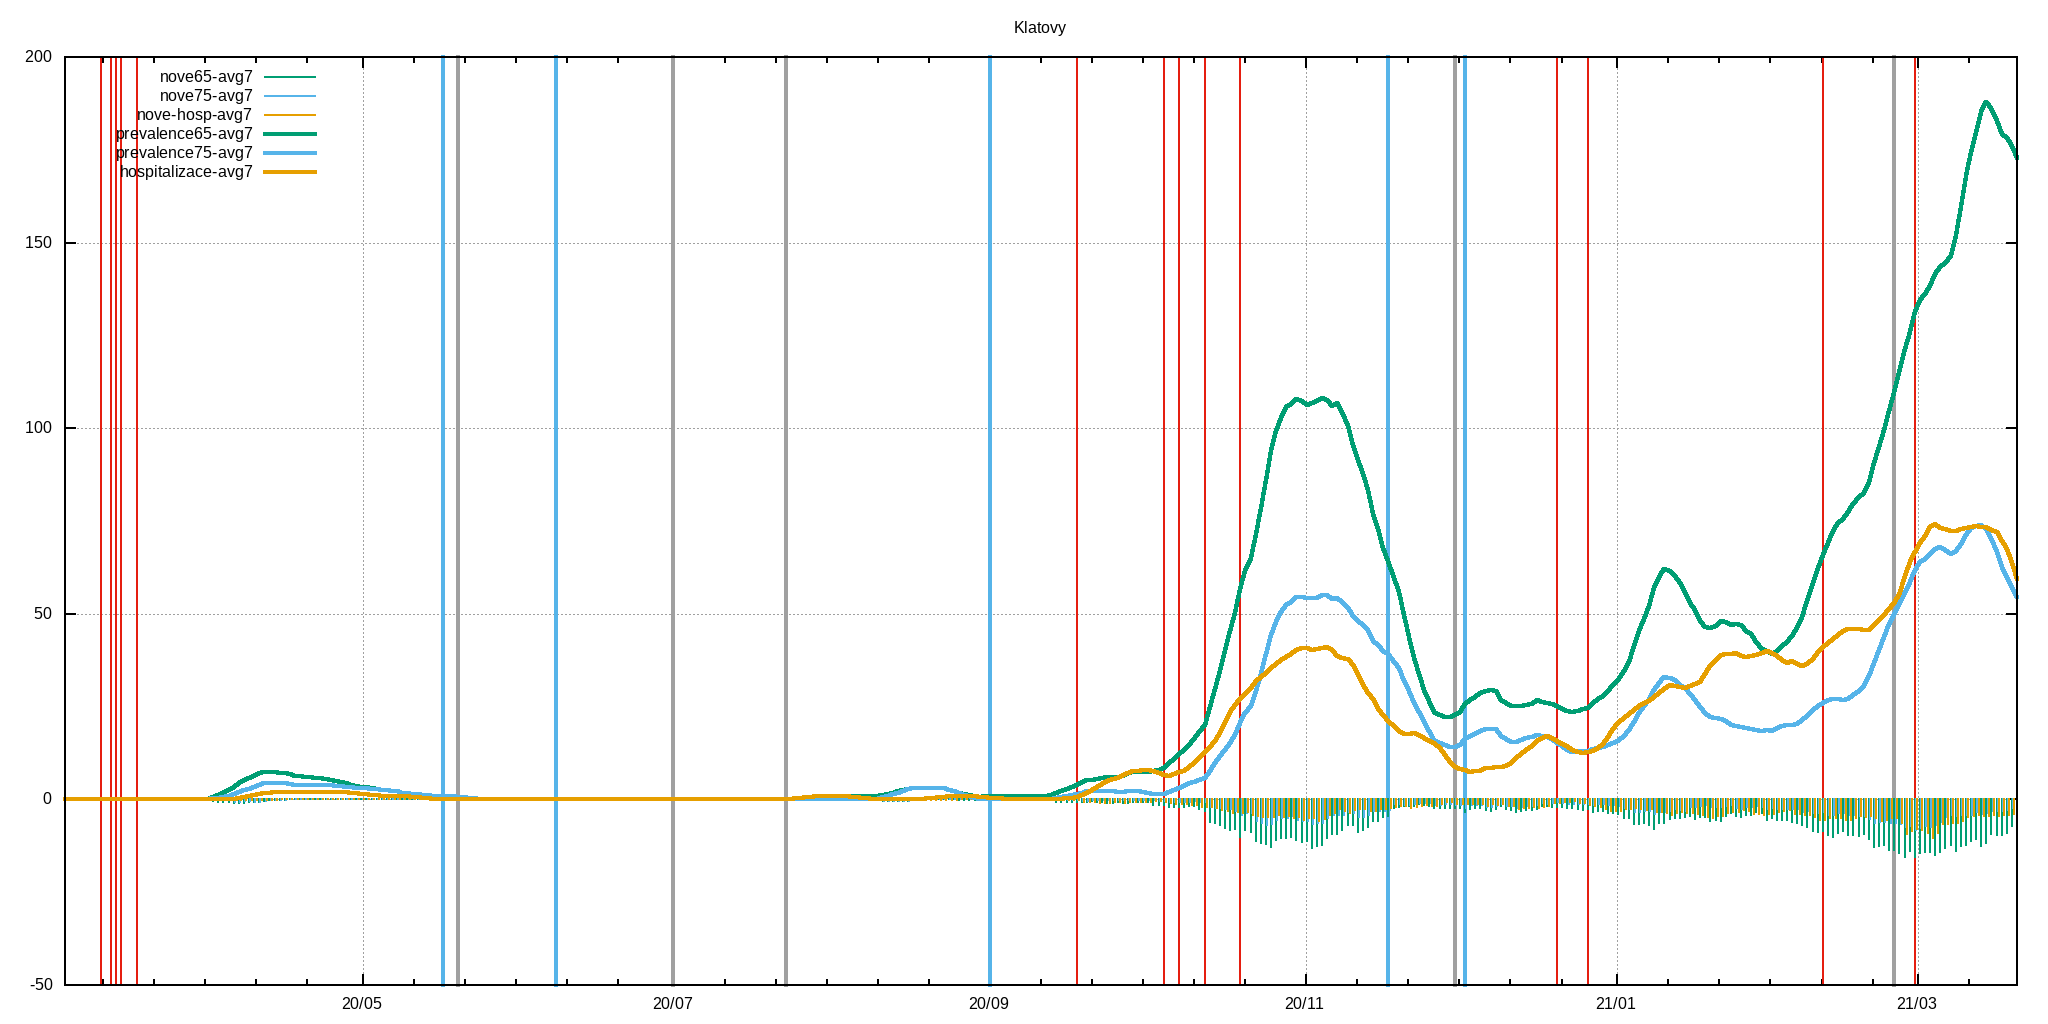 Klatovy
200
150
100
50
0
-50
nove65-avg7
nove75-avg7
nove-hosp-avg7
prevalence65-avg7
prevalence75-avg7
hospitalizace-avg7
20/05
20/07
20/09
20/11
21/01
21/03